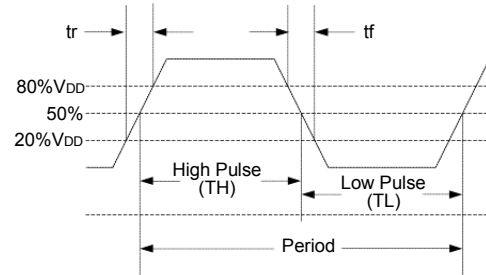 tr
tf
80%VDD
50%
20%VDD
High Pulse
(TH)
Low Pulse
(TL)
Period